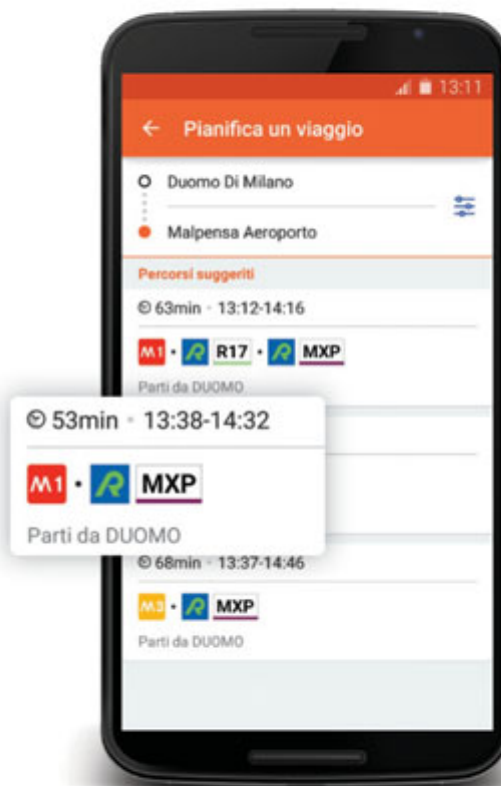 13:11
Pianifica un viaggio
Duomo Di Milano
Malpensa Aeroporto
Percorsi suggeriti
63min · 13:12-14:16
M1 · R R17 · R MXP
Parti da DUOMO
53min · 13:38-14:32
M1 · R MXP
Parti da DUOMO
68min · 13:37-14:46
M3 · R MXP
Parti da DUOMO